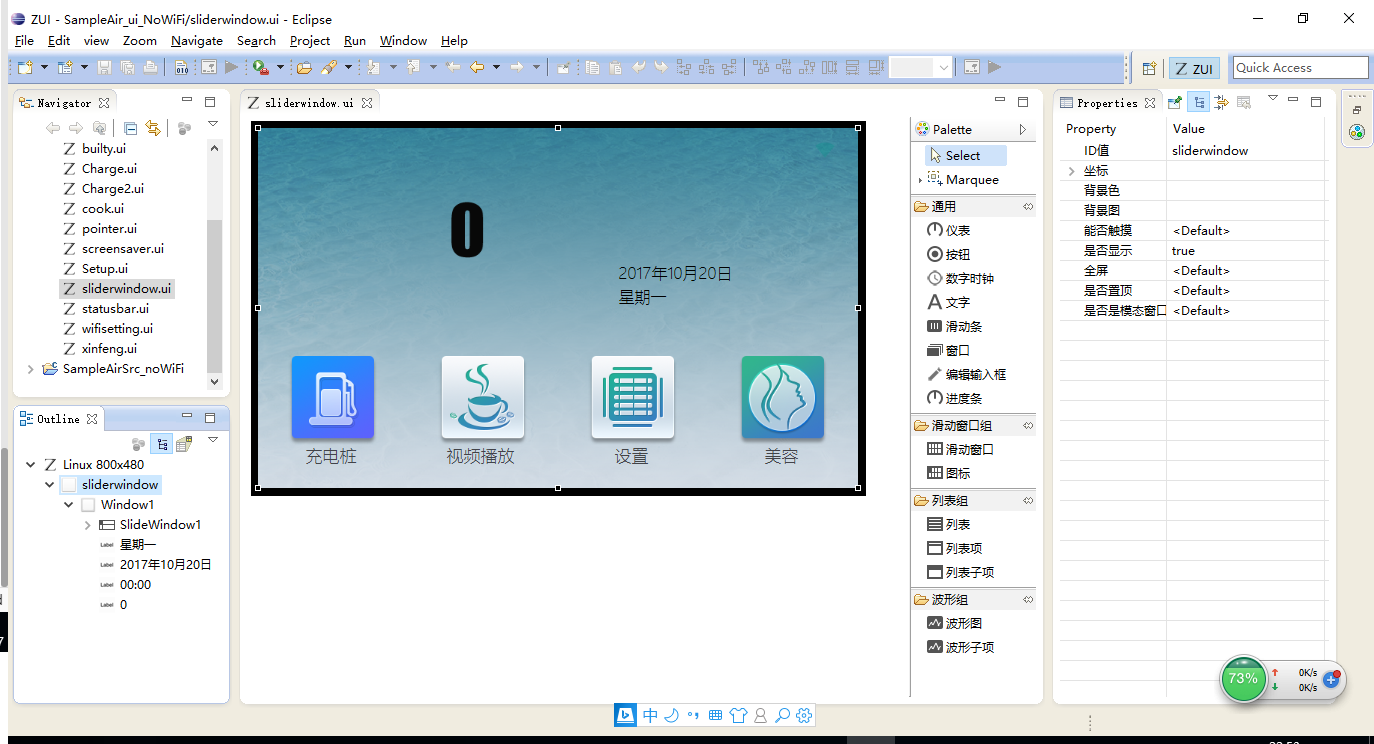 ZUI - SampleAir_ui_NoWiFi/sliderwindow.ui - Eclipse
File Edit view Zoom Navigate Search Project Run Window Help
ZUI
Quick Access
Navigator
builty.ui
Charge.ui
Charge2.ui
cook.ui
pointer.ui
screensaver.ui
Setup.ui
sliderwindow.ui
statusbar.ui
wifisetting.ui
xinfeng.ui
SampleAirSrc_noWiFi
Outline
Linux 800x480
sliderwindow
Window1
SlideWindow1
Label 星期一
Label 2017年10月20日
Label 00:00
Label 0
sliderwindow.ui
0
2017年10月20日
星期一
充电桩 视频播放 设置 美容
Palette
Select
Marquee
通用
仪表
按钮
数字时钟
文字
滑动条
窗口
编辑输入框
进度条
滑动窗口组
滑动窗口
图标
列表组
列表
列表项
列表子项
波形组
波形图
波形子项
Properties
Property Value
ID值 sliderwindow
坐标
背景色
背景图
能否触摸 <Default>
是否显示 true
全屏 <Default>
是否置顶 <Default>
是否是模态窗口 <Default>
73%
0K/s
0K/s
中